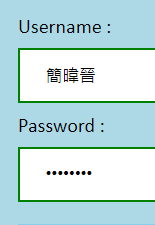 Username :
簡暐晉
Password :
••••••••